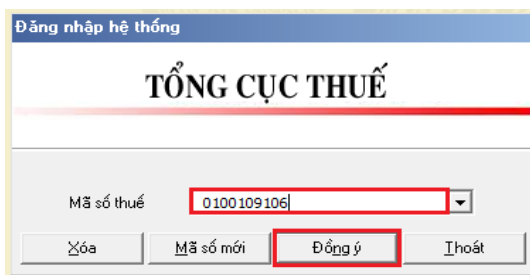 Đăng nhập hệ thống
TỔNG CỤC THUẾ
Mã số thuế 0100109106
Xóa Mã số mới Đồng ý Thoát